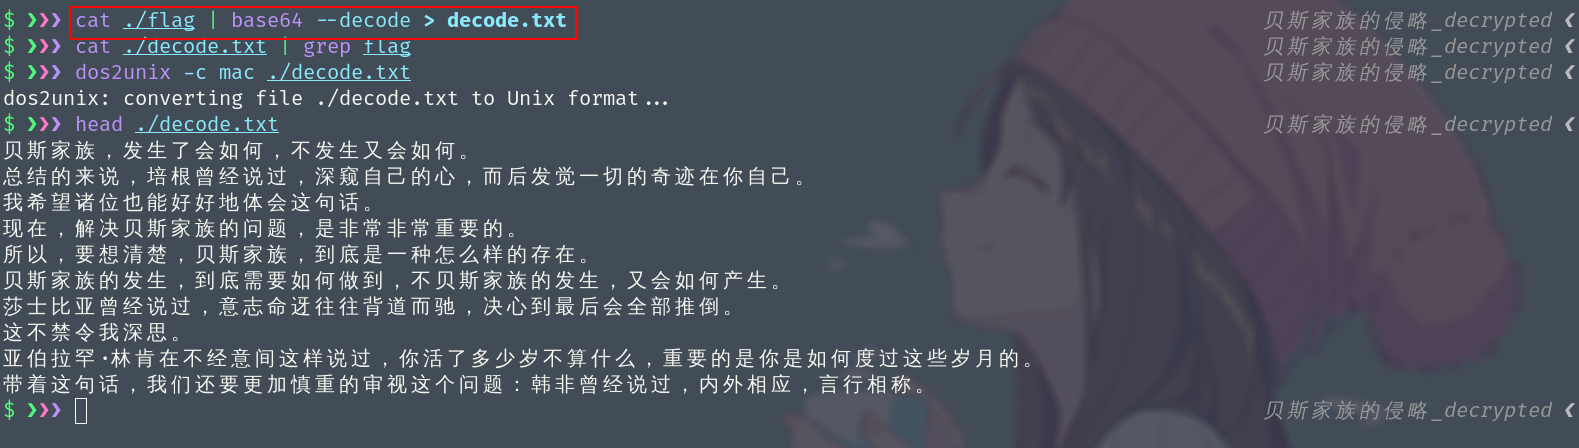 $ ❯❯❯ cat ./flag | base64 --decode > decode.txt 贝斯家族的侵略_decrypted ❮
$ ❯❯❯ cat ./decode.txt | grep flag 贝斯家族的侵略_decrypted ❮
$ ❯❯❯ dos2unix -c mac ./decode.txt 贝斯家族的侵略_decrypted ❮
dos2unix: converting file ./decode.txt to Unix format...
$ ❯❯❯ head ./decode.txt 贝斯家族的侵略_decrypted ❮
贝斯家族，发生了会如何，不发生又会如何。
总结的来说，培根曾经说过，深窥自己的心，而后发觉一切的奇迹在你自己。
我希望诸位也能好好地体会这句话。
现在，解决贝斯家族的问题，是非常非常重要的。
所以，要想清楚，贝斯家族，到底是一种怎么样的存在。
贝斯家族的发生，到底需要如何做到，不贝斯家族的发生，又会如何产生。
莎士比亚曾经说过，意志命迓往往背道而驰，决心到最后会全部推倒。
这不禁令我深思。
亚伯拉罕·林肯在不经意间这样说过，你活了多少岁不算什么，重要的是你是如何度过这些岁月的。
带着这句话，我们还要更加慎重的审视这个问题：韩非曾经说过，内外相应，言行相称。
$ ❯❯❯ 贝斯家族的侵略_decrypted ❮